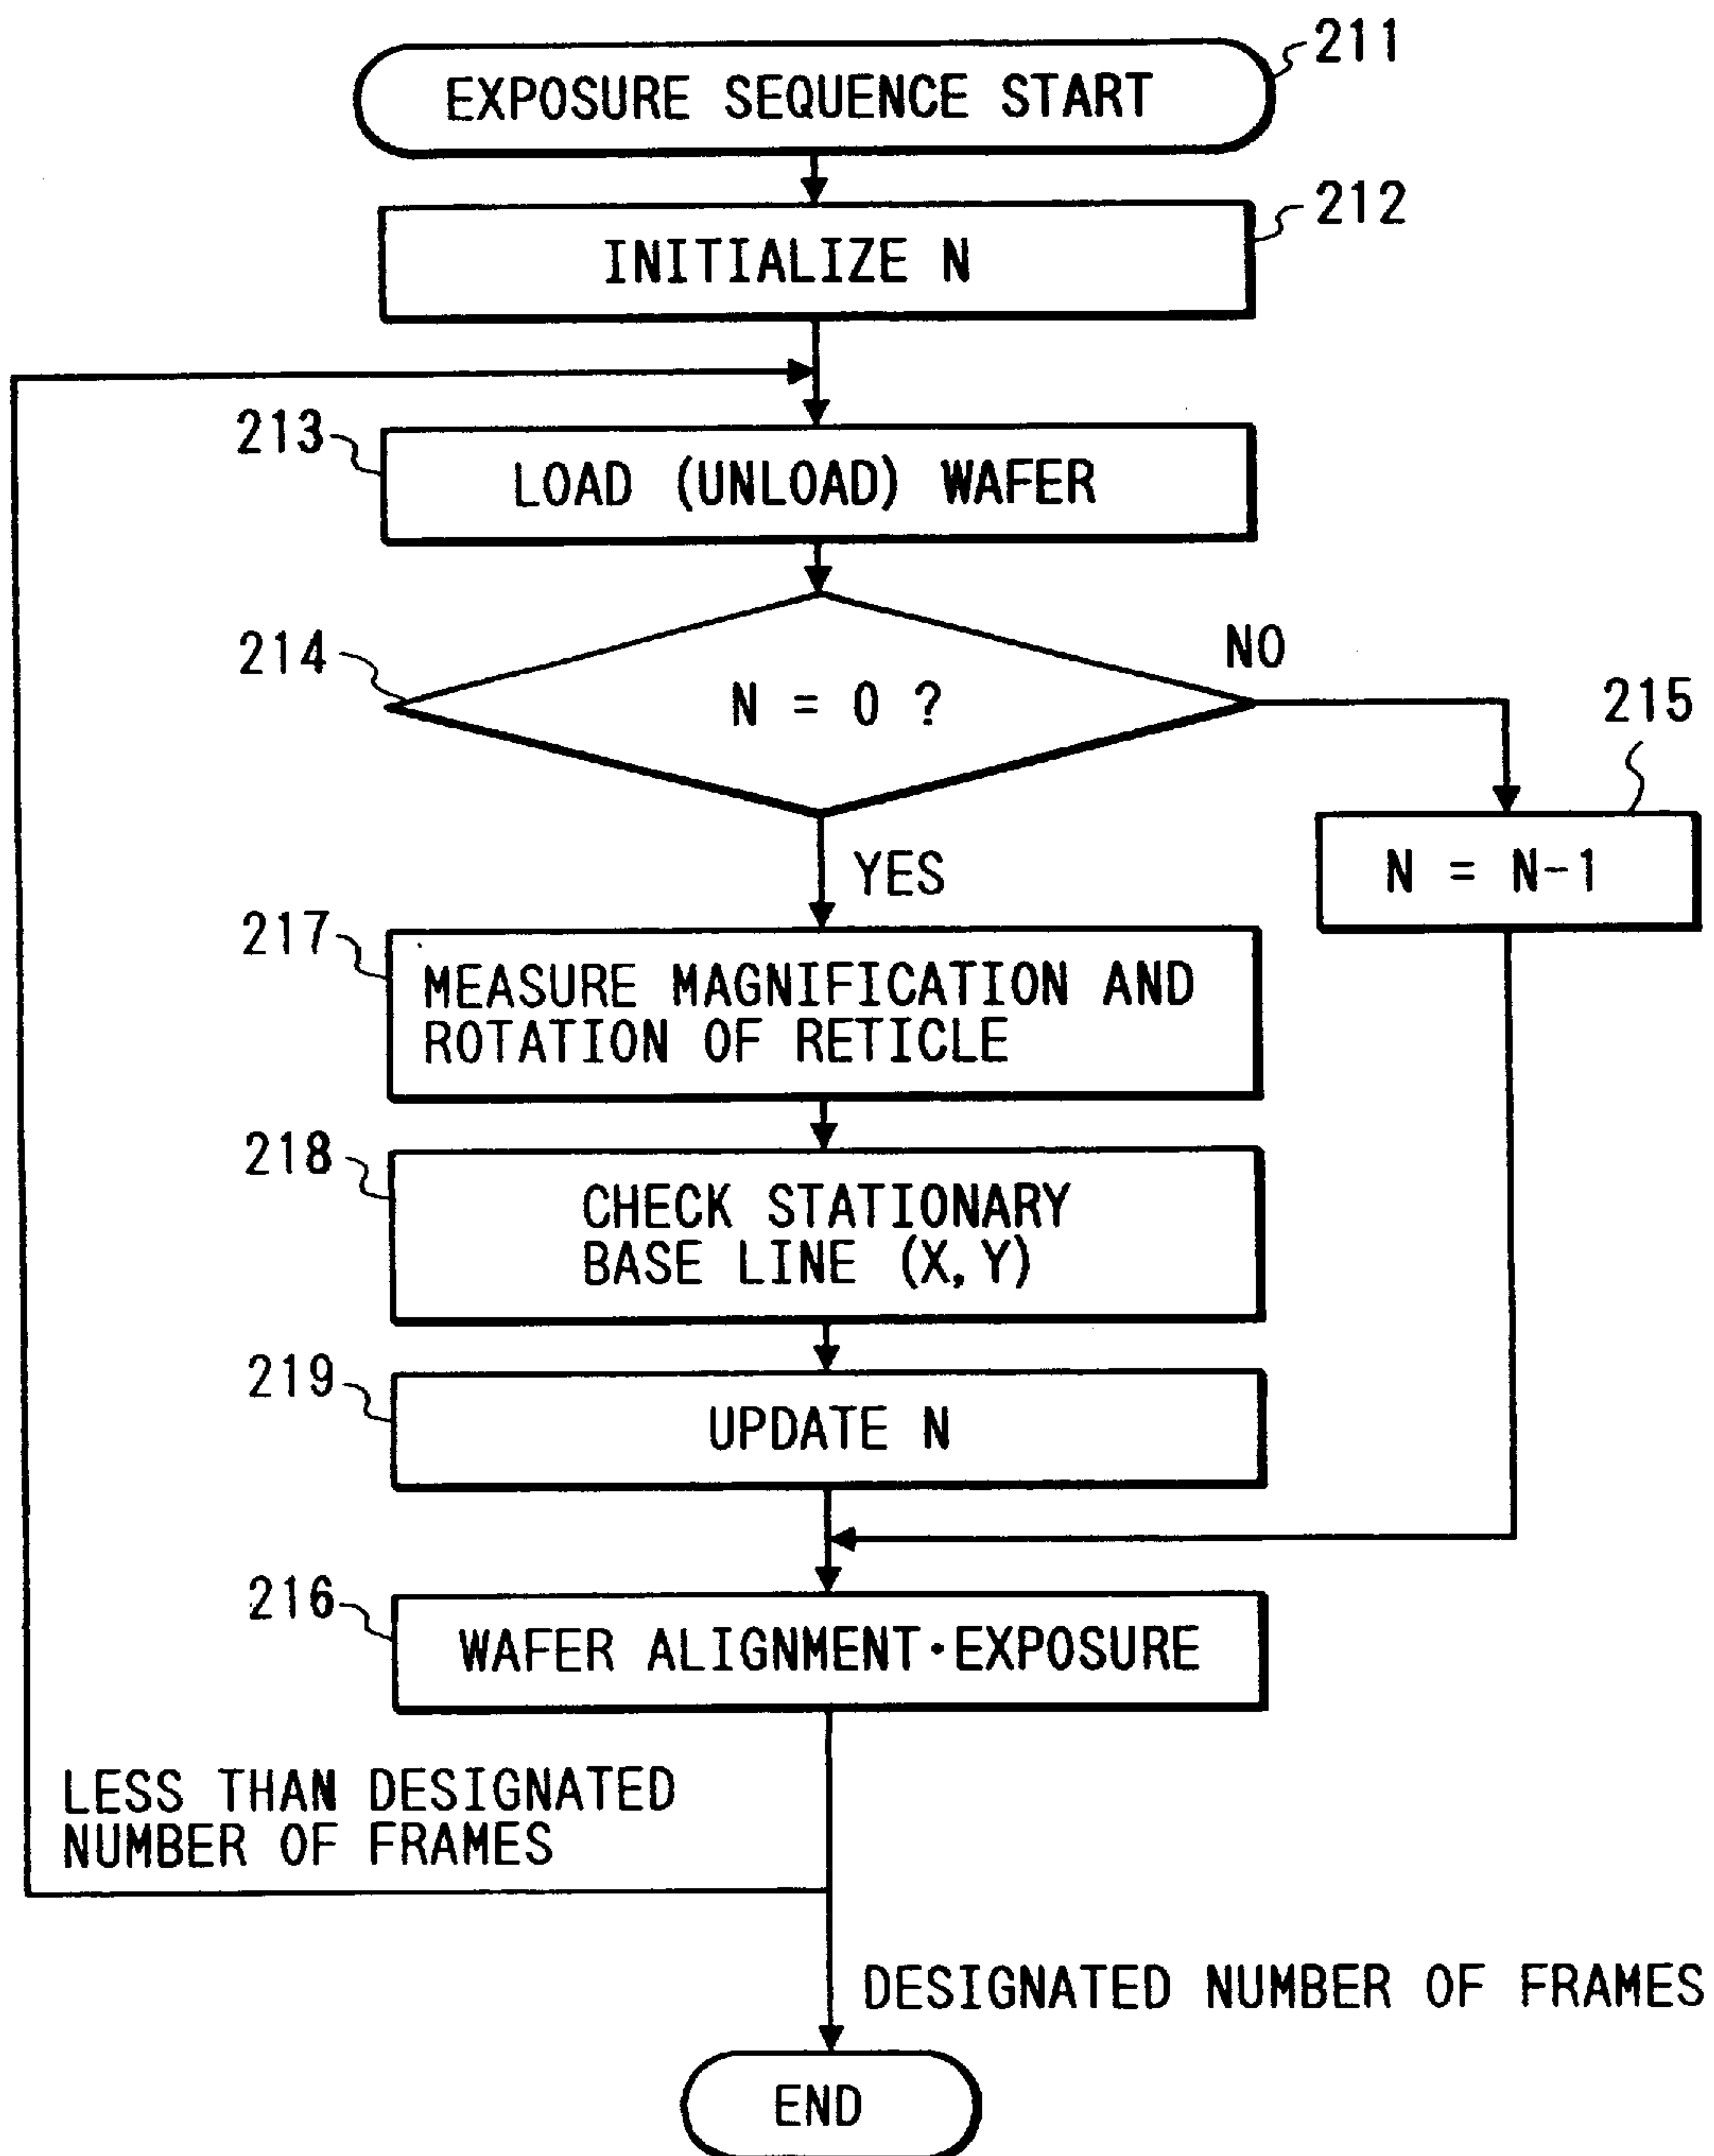 EXPOSURE SEQUENCE START
211
INITIALIZE N
212
213
LOAD (UNLOAD) WAFER
214
N = 0 ?
NO
215
N = N-1
YES
217
MEASURE MAGNIFICATION AND
ROTATION OF RETICLE
218
CHECK STATIONARY
BASE LINE (X, Y)
219
UPDATE N
216
WAFER ALIGNMENT・EXPOSURE
LESS THAN DESIGNATED
NUMBER OF FRAMES
DESIGNATED NUMBER OF FRAMES
END